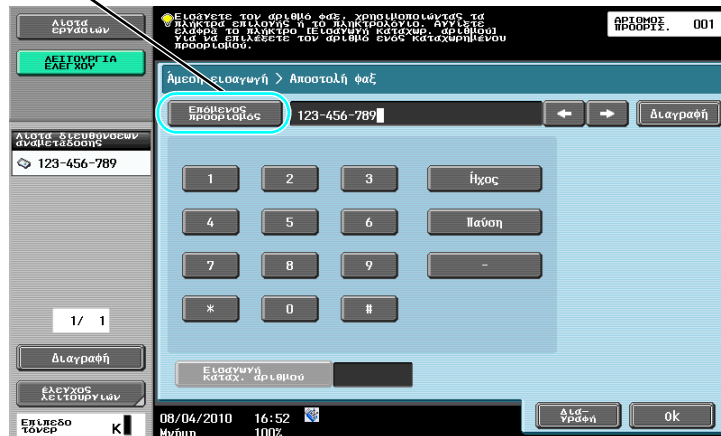 Λίστα
εργασιών
Εισάγετε τον αριθμό φαξ, χρησιμοποιώντας τα
πλήκτρα επιλογής ή το πληκτρολόγιο. Αγγίξτε
ελαφρά το πλήκτρο [Εισαγωγή καταχωρ. αριθμού]
για να επιλέξετε τον αριθμό ενός καταχωρημένου
προορισμού.
ΑΡΙΘΜΟΣ
ΠΡΟΟΡΙΣ.
001
ΛΕΙΤΟΥΡΓΙΑ
ΕΛΕΓΧΟΥ
Άμεση εισαγωγή > Αποστολή φαξ
Επόμενος
προορισμός
123-456-789
← → Διαγραφή
Λίστα διευθύνσεων
αναμετάδοσης
123-456-789
1 2 3 Ήχος
4 5 6 Παύση
7 8 9 -
* 0 #
1/ 1
Διαγραφή
Εισαγωγή
καταχ. αριθμού
έλεγχος
λειτουργιών
Επίπεδο
τόνερ
K
08/04/2010 16:52
Μνήμη 100%
Δια-
γραφή
ok